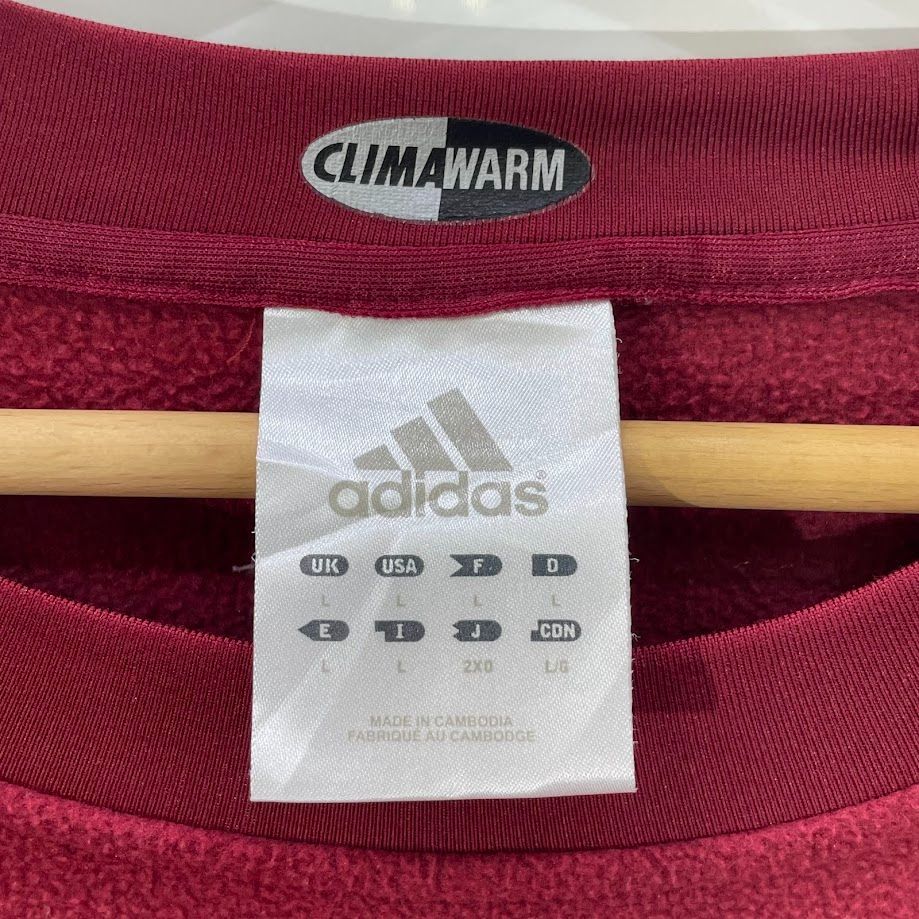 CLIMAWARM
adidas®
UK USA F D
L L L L
E I J CDN
L L 2XO L/G
MADE IN CAMBODIA
FABRIQUÉ AU CAMBODGE